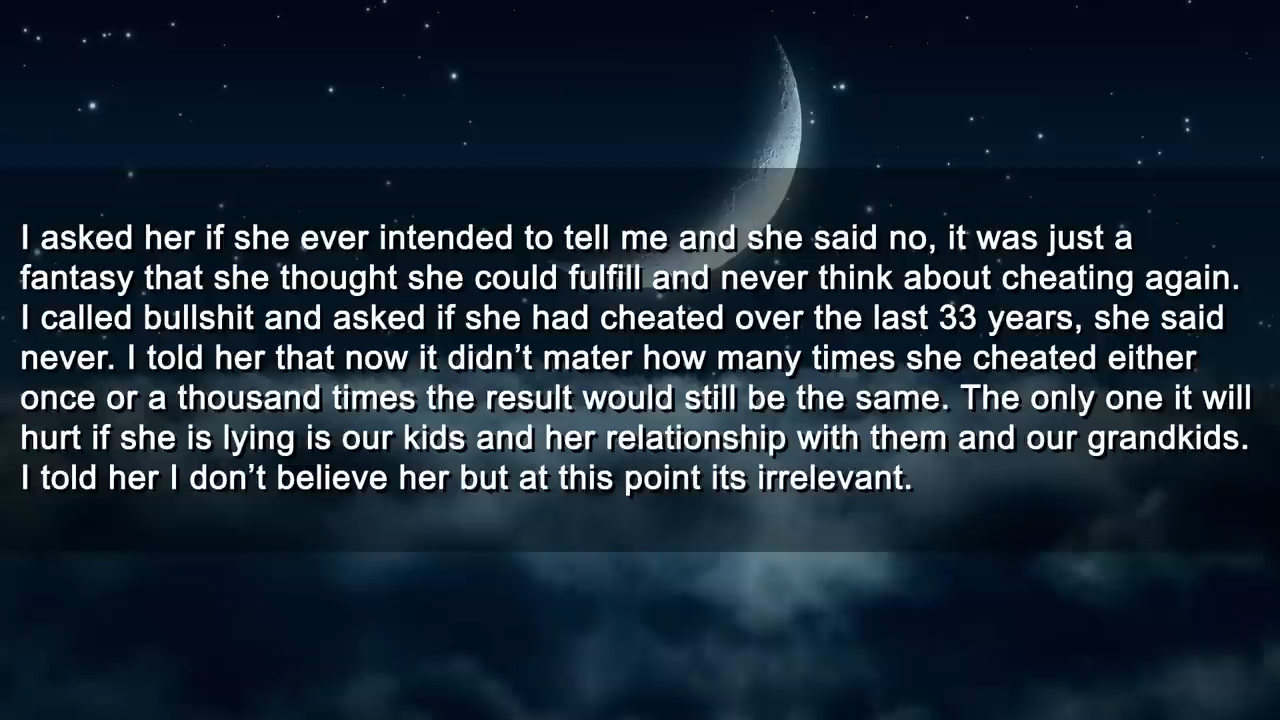 I asked her if she ever intended to tell me and she said no, it was just a
fantasy that she thought she could fulfill and never think about cheating again.
I called bullshit and asked if she had cheated over the last 33 years, she said
never. I told her that now it didn’t mater how many times she cheated either
once or a thousand times the result would still be the same. The only one it will
hurt if she is lying is our kids and her relationship with them and our grandkids.
I told her I don’t believe her but at this point its irrelevant.